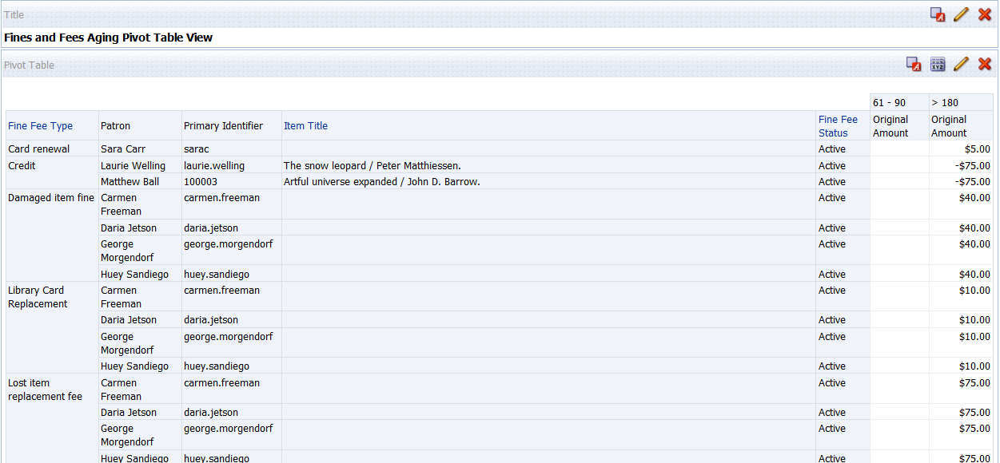 Title
Fines and Fees Aging Pivot Table View
Pivot Table
61 - 90 > 180
Fine Fee Type Patron Primary Identifier Item Title Fine Fee Status Original Amount Original Amount
Card renewal Sara Carr sarac Active $5.00
Credit Laurie Welling laurie.welling The snow leopard / Peter Matthiessen. Active -$75.00
Matthew Ball 100003 Artful universe expanded / John D. Barrow. Active -$75.00
Damaged item fine Carmen Freeman carmen.freeman Active $40.00
Daria Jetson daria.jetson Active $40.00
George Morgendorf george.morgendorf Active $40.00
Huey Sandiego huey.sandiego Active $40.00
Library Card Replacement Carmen Freeman carmen.freeman Active $10.00
Daria Jetson daria.jetson Active $10.00
George Morgendorf george.morgendorf Active $10.00
Huey Sandiego huey.sandiego Active $10.00
Lost item replacement fee Carmen Freeman carmen.freeman Active $75.00
Daria Jetson daria.jetson Active $75.00
George Morgendorf george.morgendorf Active $75.00
Huey Sandiego huey.sandiego Active $75.00